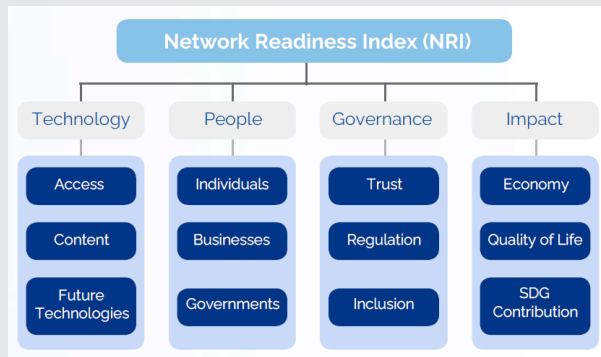 Network Readiness Index (NRI)
Technology
People
Governance
Impact
Access
Content
Future
Technologies
Individuals
Businesses
Governments
Trust
Regulation
Inclusion
Economy
Quality of Life
SDG
Contribution